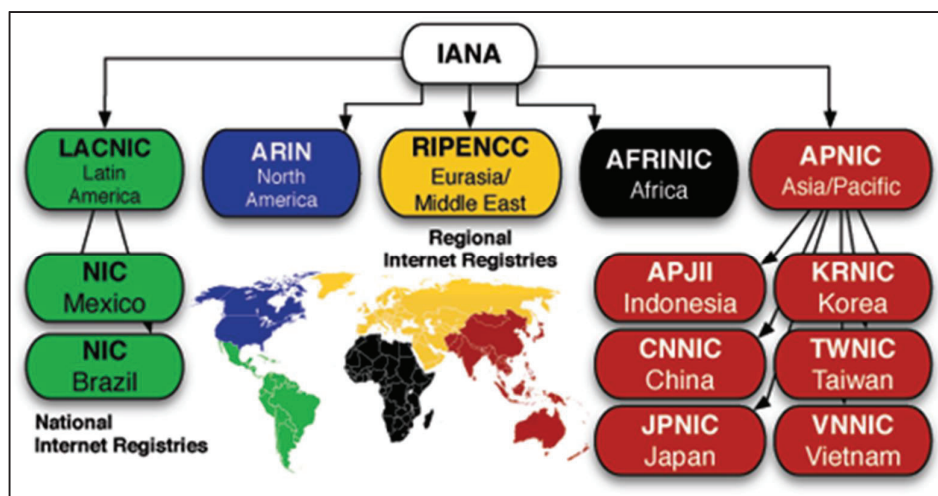 IANA
LACNIC
Latin
America
ARIN
North
America
RIPENCC
Eurasia/
Middle East
AFRINIC
Africa
APNIC
Asia/Pacific
Regional
Internet Registries
NIC
Mexico
NIC
Brazil
National
Internet Registries
APJII
Indonesia
KRNIC
Korea
CNNIC
China
TWNIC
Taiwan
JPNIC
Japan
VNNIC
Vietnam